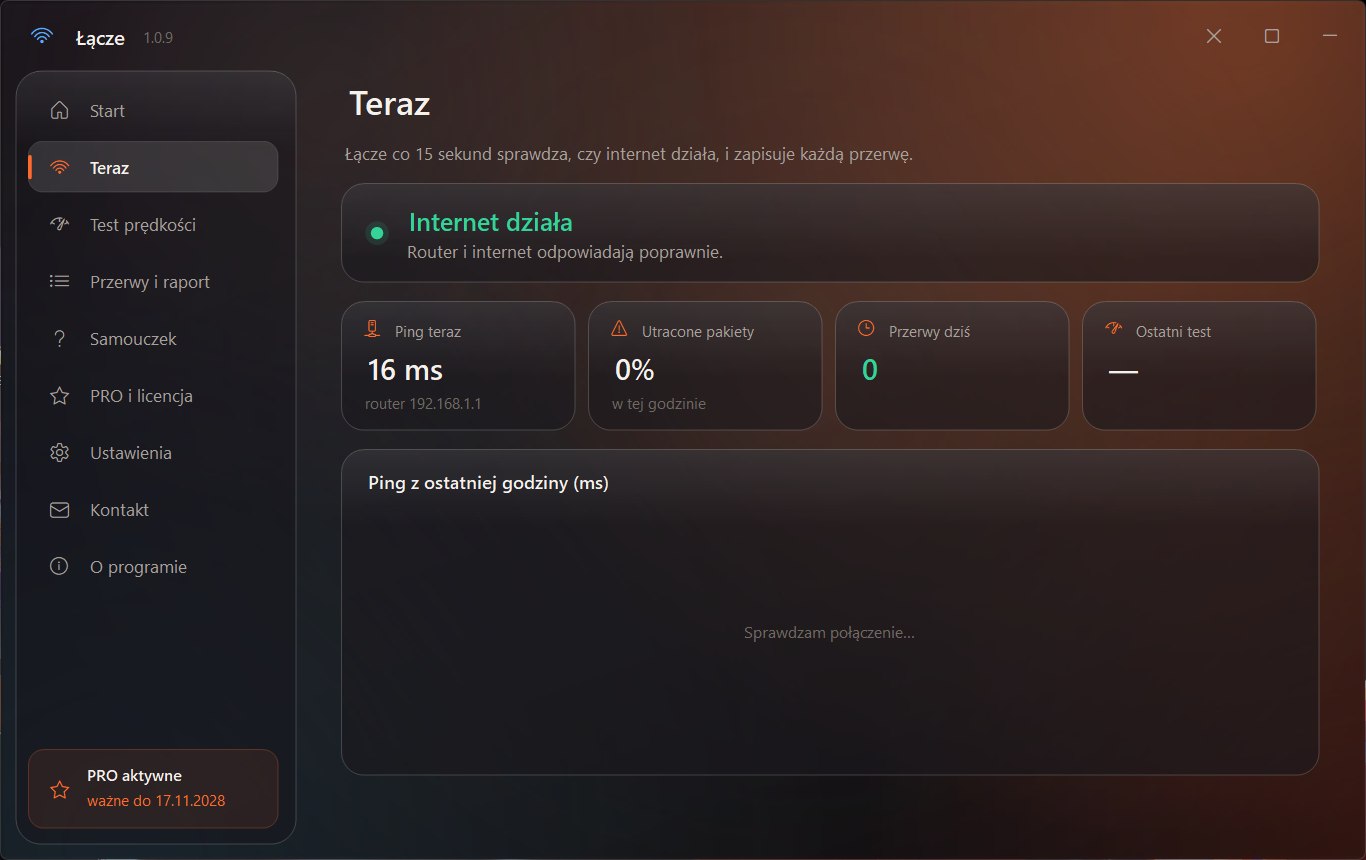 Łącze 1.0.9
Start
Teraz
Test prędkości
Przerwy i raport
Samouczek
PRO i licencja
Ustawienia
Kontakt
O programie
PRO aktywne
ważne do 17.11.2028
Teraz
Łącze co 15 sekund sprawdza, czy internet działa, i zapisuje każdą przerwę.
Internet działa
Router i internet odpowiadają poprawnie.
Ping teraz
16 ms
router 192.168.1.1
Utracone pakiety
0%
w tej godzinie
Przerwy dziś
0
Ostatni test
—
Ping z ostatniej godziny (ms)
Sprawdzam połączenie...